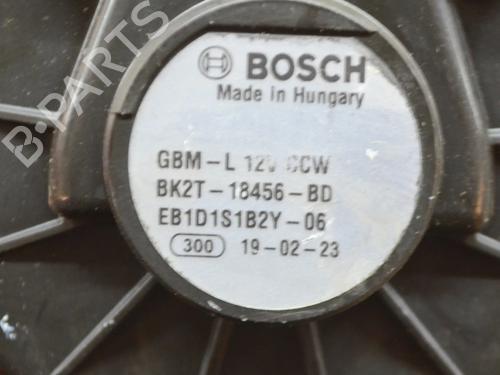 BOSCH
Made in Hungary
GBM-L 12V CCW
BK2T-18456-BD
EB1D1S1B2Y-06
300 19-02-23
B-PARTS